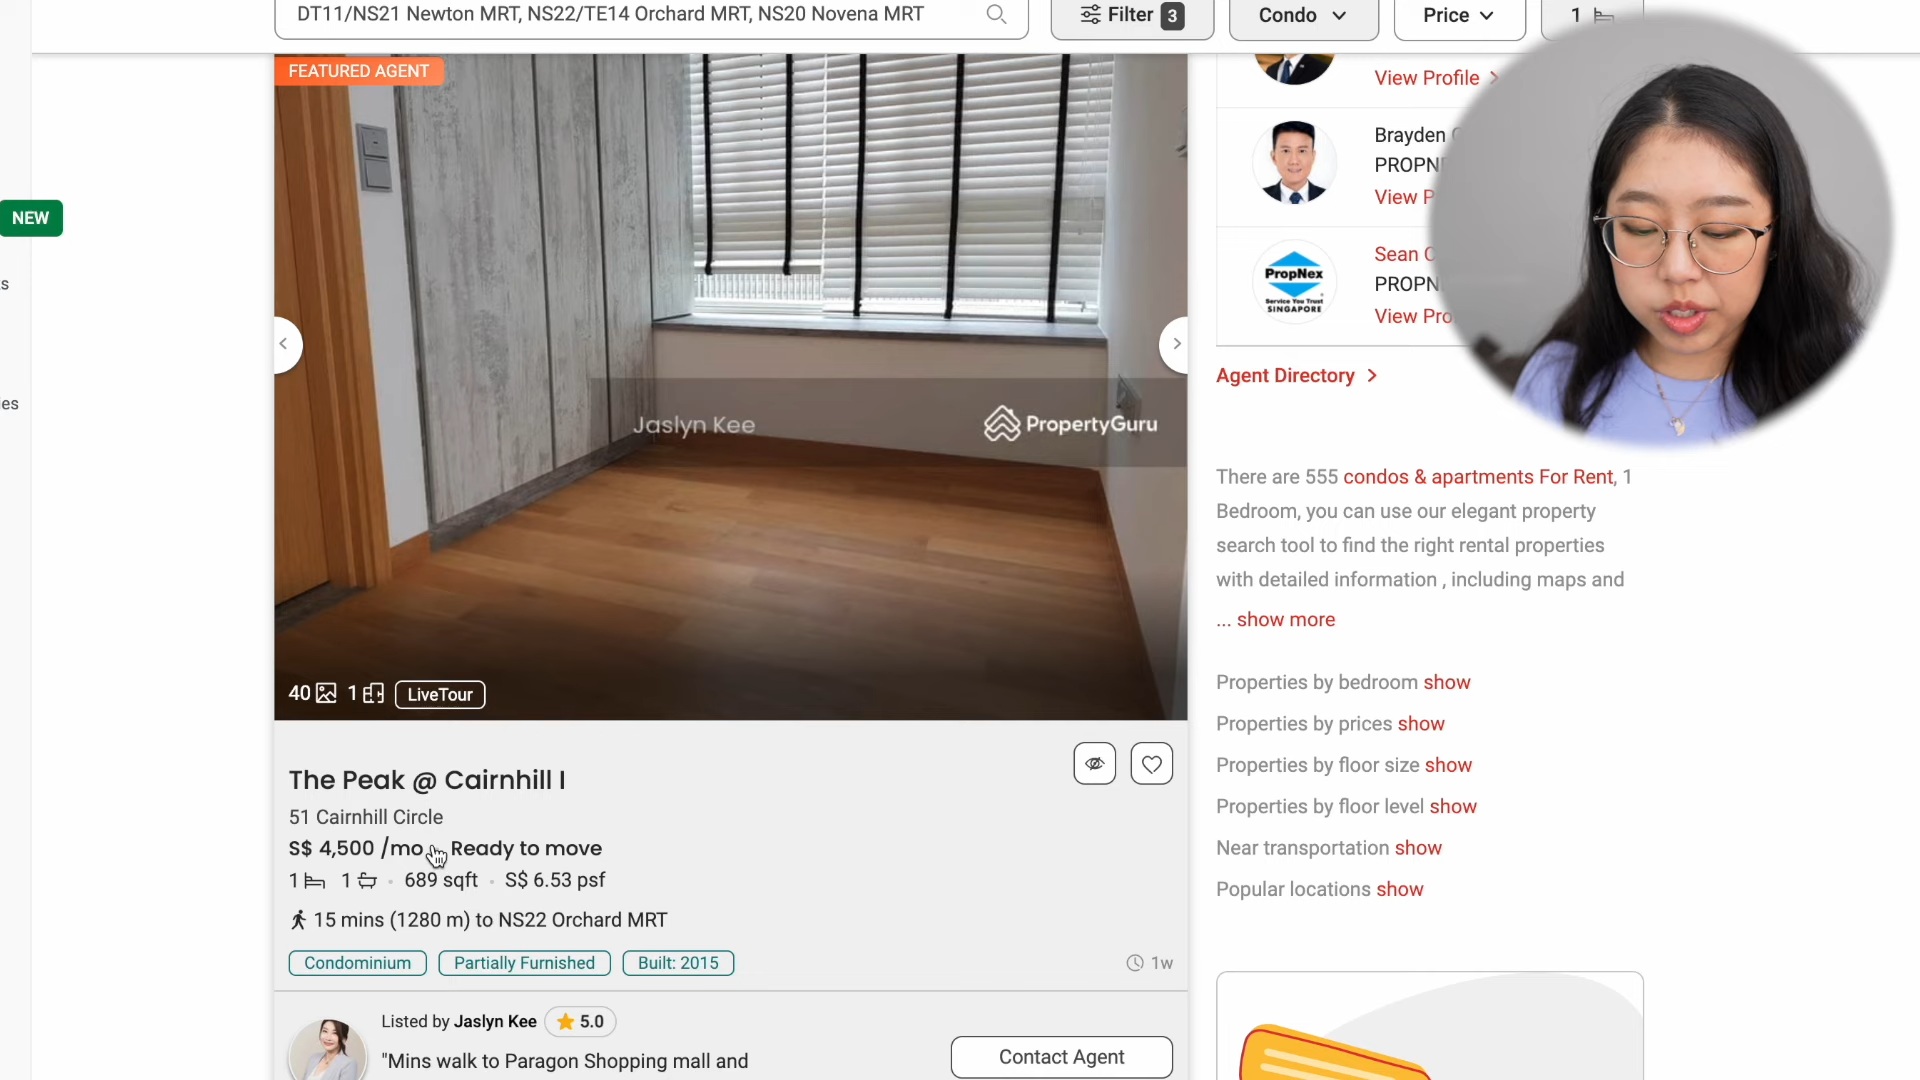 DT11/NS21 Newton MRT, NS22/TE14 Orchard MRT, NS20 Novena MRT
Filter 3
Condo
Price
1
FEATURED AGENT
NEW
s
ies
Jaslyn Kee
PropertyGuru
40 1 LiveTour
The Peak @ Cairnhill I
51 Cairnhill Circle
S$ 4,500 /mo Ready to move
1 1 · 689 sqft · S$ 6.53 psf
15 mins (1280 m) to NS22 Orchard MRT
Condominium Partially Furnished Built: 2015
1w
Listed by Jaslyn Kee 5.0
"Mins walk to Paragon Shopping mall and
Contact Agent
View Profile
Brayden
PROPN
View P
PropNex
Service You Trust
SINGAPORE
Sean
PROPN
View Pro
Agent Directory
There are 555 condos & apartments For Rent, 1
Bedroom, you can use our elegant property
search tool to find the right rental properties
with detailed information , including maps and
... show more
Properties by bedroom show
Properties by prices show
Properties by floor size show
Properties by floor level show
Near transportation show
Popular locations show